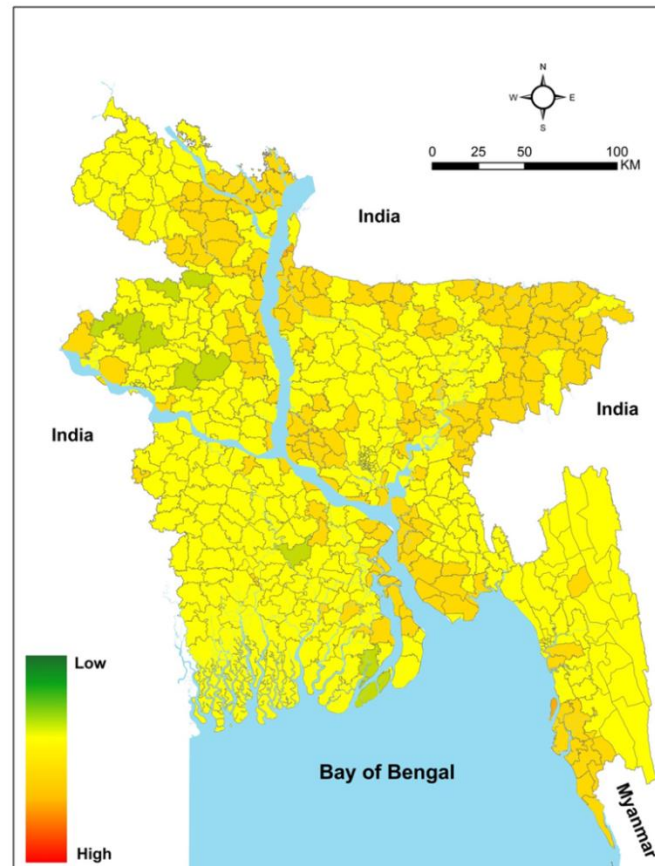 N
W E
S
0 25 50 100
KM
India
India
India
Low
High
Bay of Bengal
Myanmar